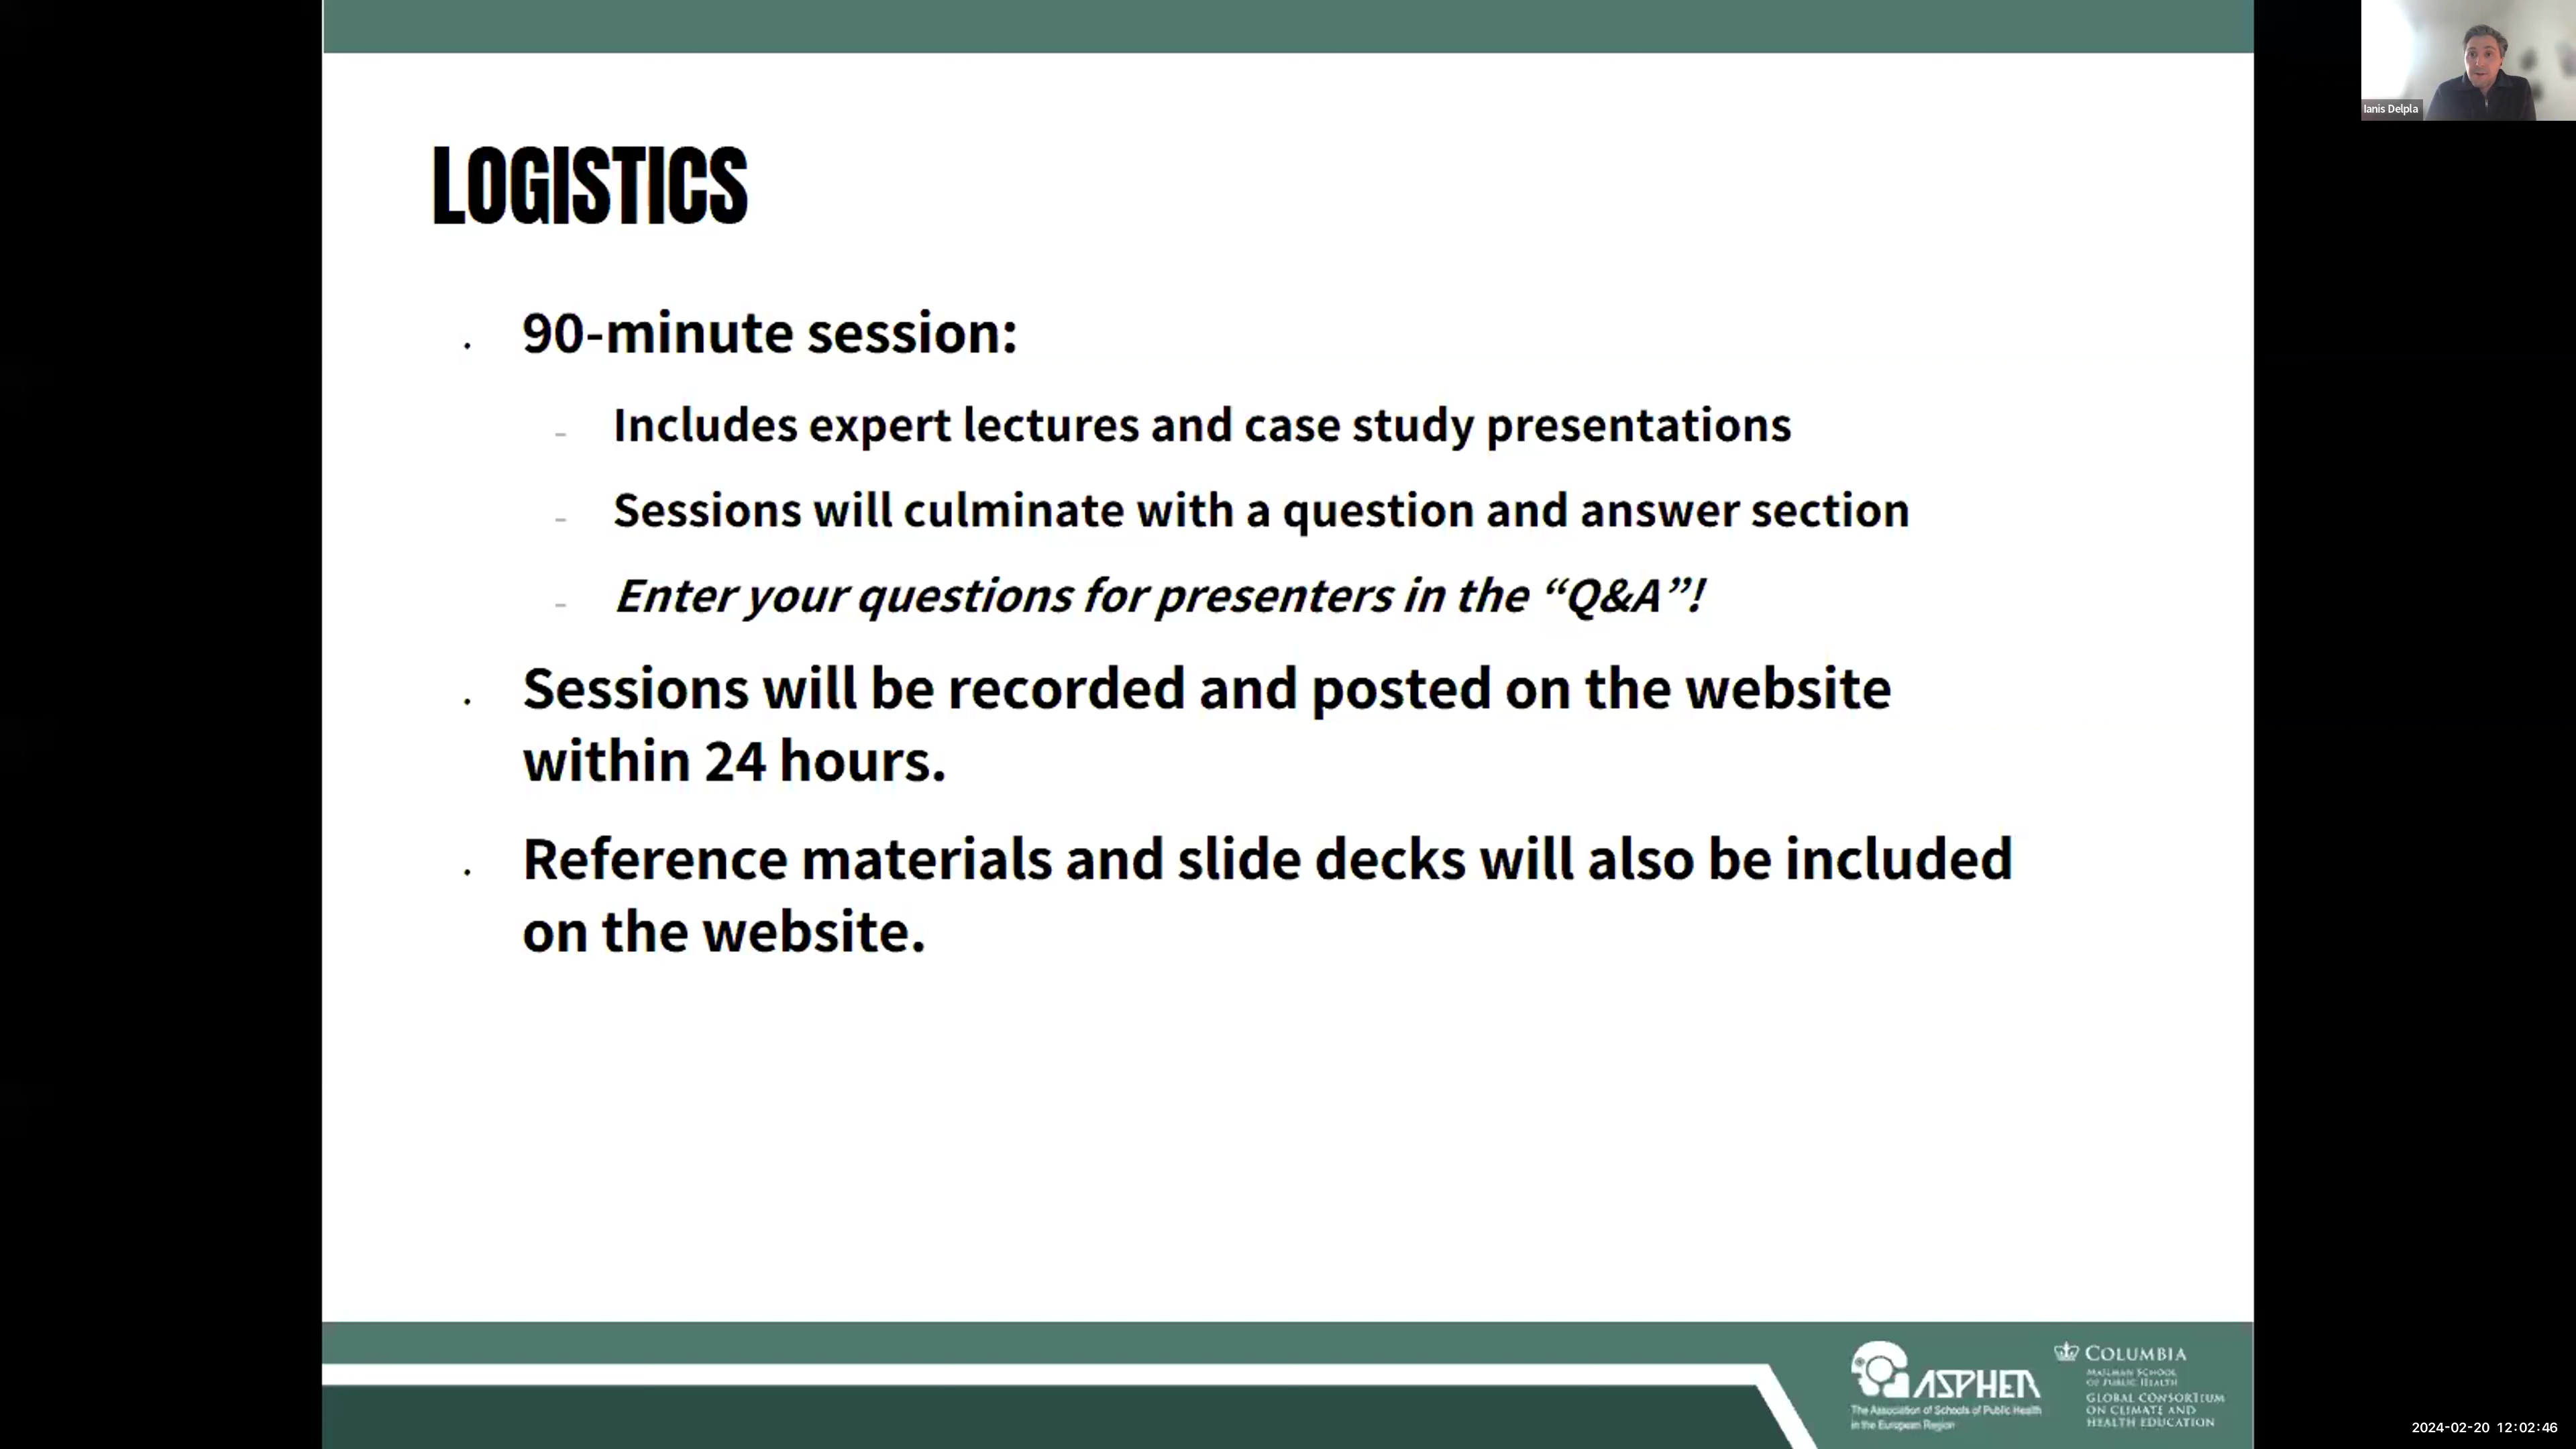 Ianis Delpla
LOGISTICS
· 90-minute session:
- Includes expert lectures and case study presentations
- Sessions will culminate with a question and answer section
- Enter your questions for presenters in the “Q&A”!
· Sessions will be recorded and posted on the website
within 24 hours.
· Reference materials and slide decks will also be included
on the website.
ASPHER
The Association of Schools of Public Health
in the European Region
COLUMBIA
MAILMAN SCHOOL
OF PUBLIC HEALTH
GLOBAL CONSORTIUM
ON CLIMATE AND
HEALTH EDUCATION
2024-02-20 12:02:46